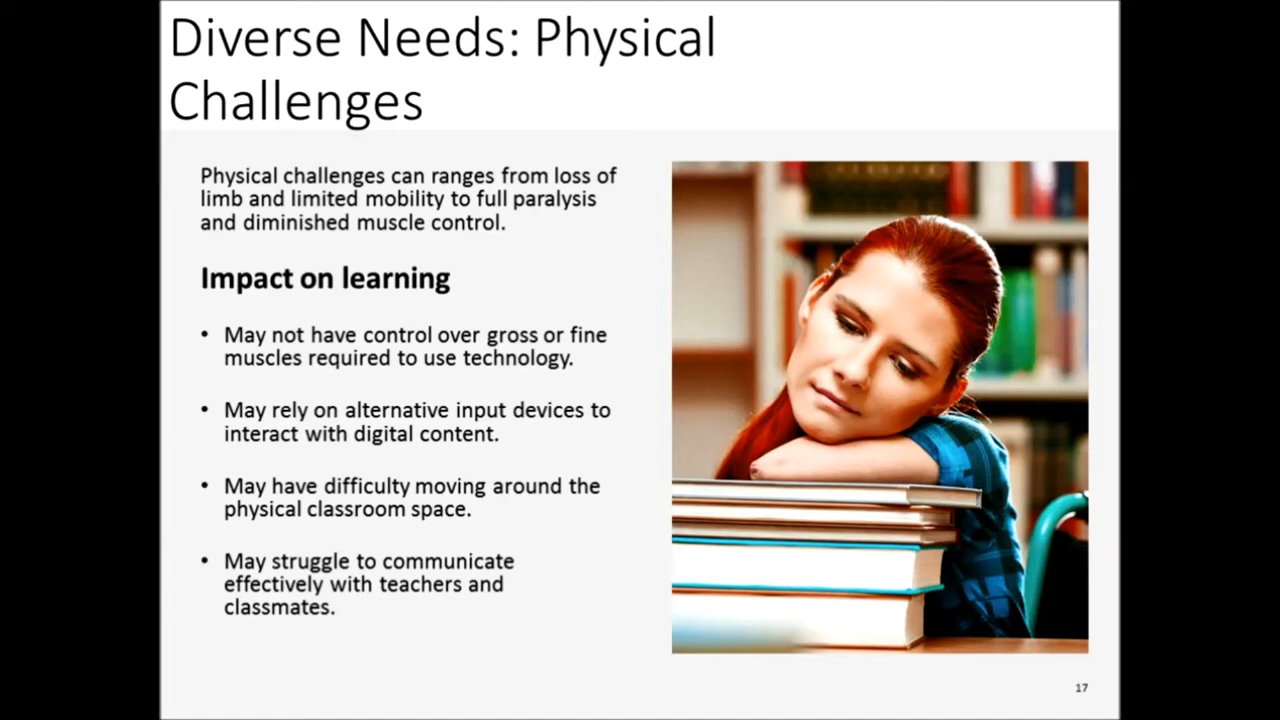 Diverse Needs: Physical
Challenges
Physical challenges can ranges from loss of
limb and limited mobility to full paralysis
and diminished muscle control.
Impact on learning
• May not have control over gross or fine
muscles required to use technology.
• May rely on alternative input devices to
interact with digital content.
• May have difficulty moving around the
physical classroom space.
• May struggle to communicate
effectively with teachers and
classmates.
17